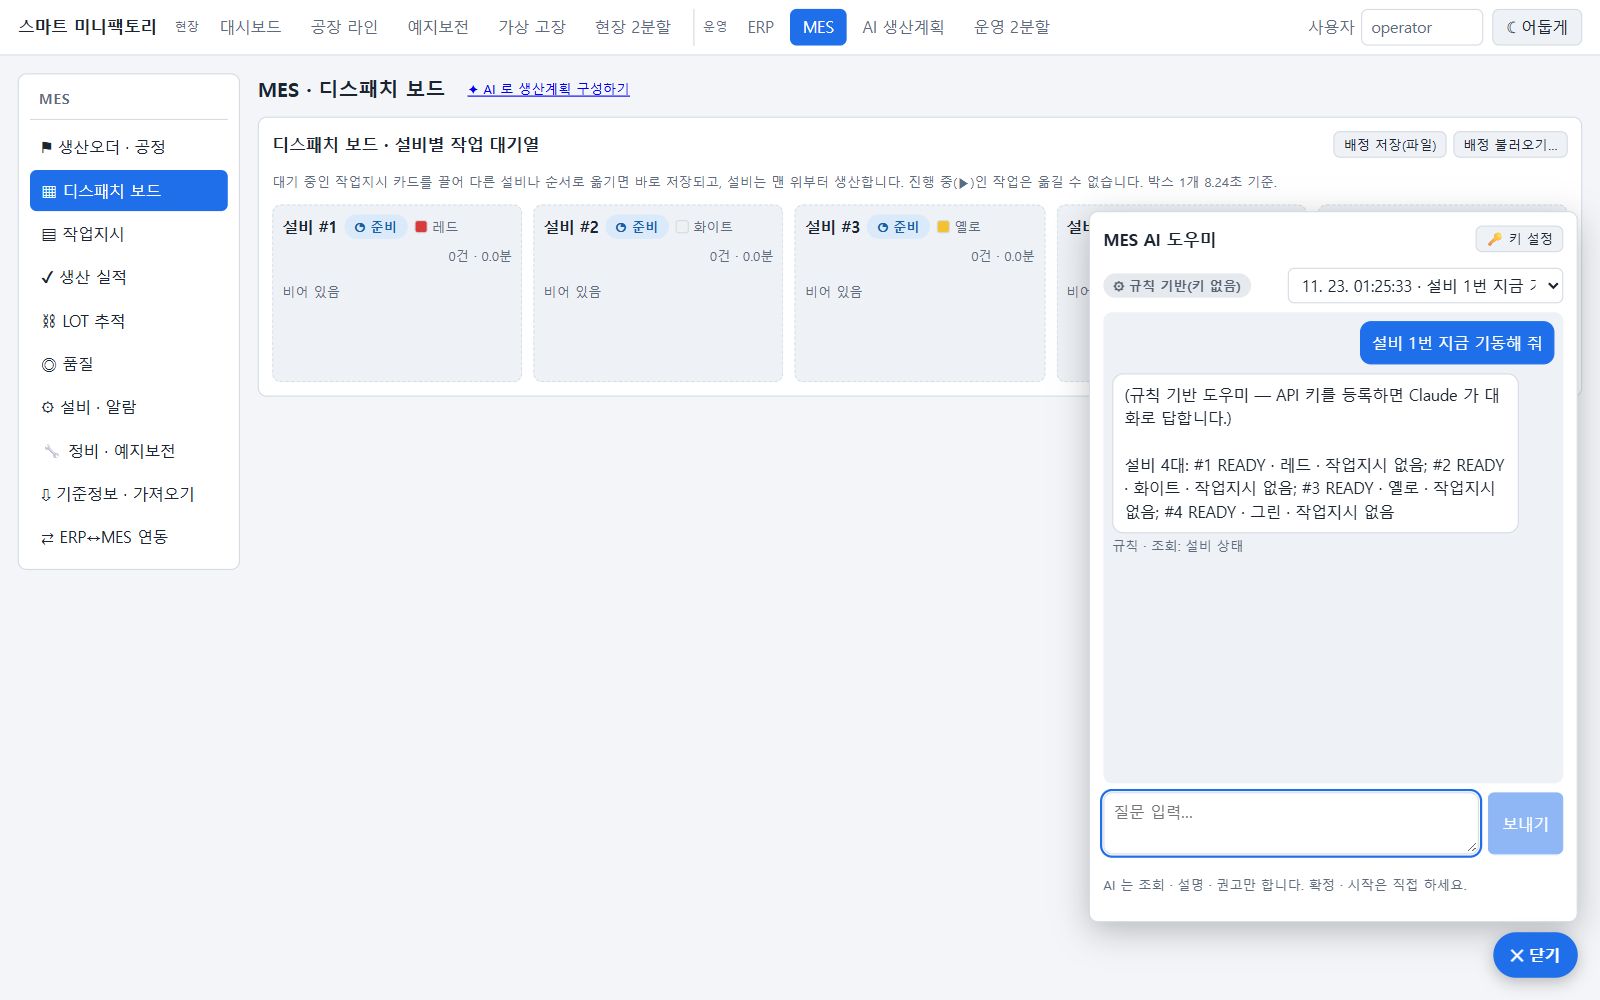 스마트 미니팩토리 현장 대시보드 공장 라인 예지보전 가상 고장 현장 2분할 운영 ERP MES AI 생산계획 운영 2분할 사용자 operator ☾ 어둡게
MES
⚑ 생산오더 · 공정
▦ 디스패치 보드
▤ 작업지시
✓ 생산 실적
⛓ LOT 추적
◎ 품질
⚙ 설비 · 알람
🔧 정비 · 예지보전
⇩ 기준정보 · 가져오기
⇄ ERP↔MES 연동
MES · 디스패치 보드 ✦ AI 로 생산계획 구성하기
디스패치 보드 · 설비별 작업 대기열 배정 저장(파일) 배정 불러오기...
대기 중인 작업지시 카드를 끌어 다른 설비나 순서로 옮기면 바로 저장되고, 설비는 맨 위부터 생산합니다. 진행 중(▶)인 작업은 옮길 수 없습니다. 박스 1개 8.24초 기준.
설비 #1 ◔ 준비 레드
0건 · 0.0분
비어 있음
설비 #2 ◔ 준비 화이트
0건 · 0.0분
비어 있음
설비 #3 ◔ 준비 옐로
0건 · 0.0분
비어 있음
MES AI 도우미 🔑 키 설정
⚙ 규칙 기반(키 없음) 11. 23. 01:25:33 · 설비 1번 지금
설비 1번 지금 기동해 줘
(규칙 기반 도우미 — API 키를 등록하면 Claude 가 대
화로 답합니다.)
설비 4대: #1 READY · 레드 · 작업지시 없음; #2 READY
· 화이트 · 작업지시 없음; #3 READY · 옐로 · 작업지시
없음; #4 READY · 그린 · 작업지시 없음
규칙 · 조회: 설비 상태
질문 입력...
보내기
AI 는 조회 · 설명 · 권고만 합니다. 확정 · 시작은 직접 하세요.
✕ 닫기